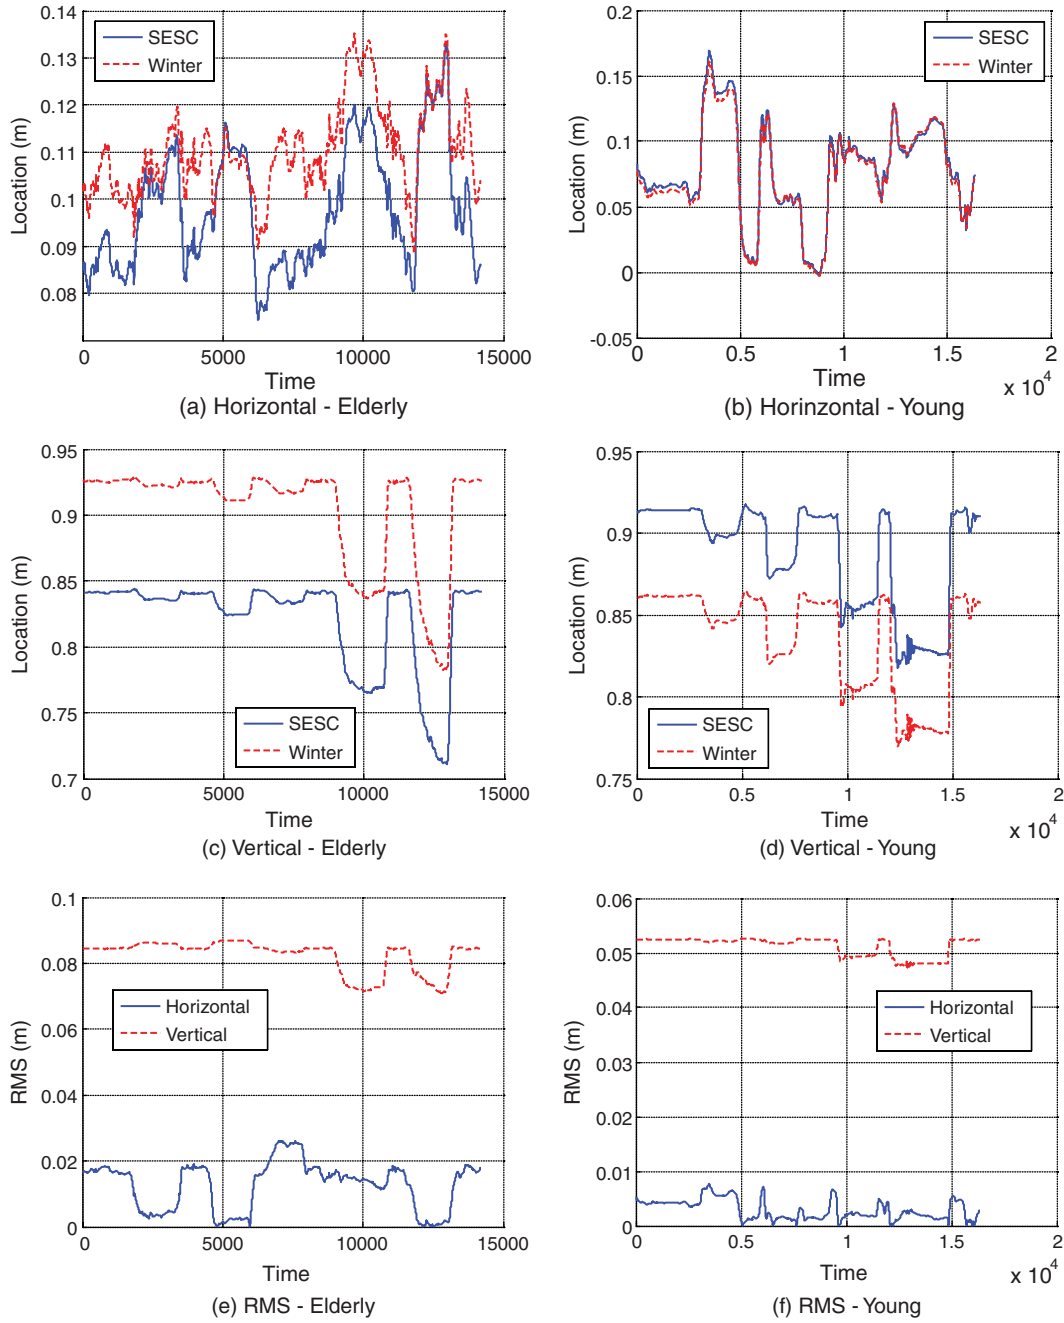 0.14
0.13
0.12
0.11
0.1
0.09
0.08
Location (m)
SESC
Winter
0
5000
10000
15000
Time
(a) Horizontal - Elderly
0.2
0.15
0.1
0.05
0
-0.05
Location (m)
SESC
Winter
0
0.5
1
1.5
2
Time
x 10^4
(b) Horinzontal - Young
0.95
0.9
0.85
0.8
0.75
0.7
Location (m)
SESC
Winter
0
5000
10000
15000
Time
(c) Vertical - Elderly
0.95
0.9
0.85
0.8
0.75
Location (m)
SESC
Winter
0
0.5
1
1.5
2
Time
x 10^4
(d) Vertical - Young
0.1
0.08
0.06
0.04
0.02
0
RMS (m)
Horizontal
Vertical
0
5000
10000
15000
Time
(e) RMS - Elderly
0.06
0.05
0.04
0.03
0.02
0.01
0
RMS (m)
Horizontal
Vertical
0
0.5
1
1.5
2
Time
x 10^4
(f) RMS - Young